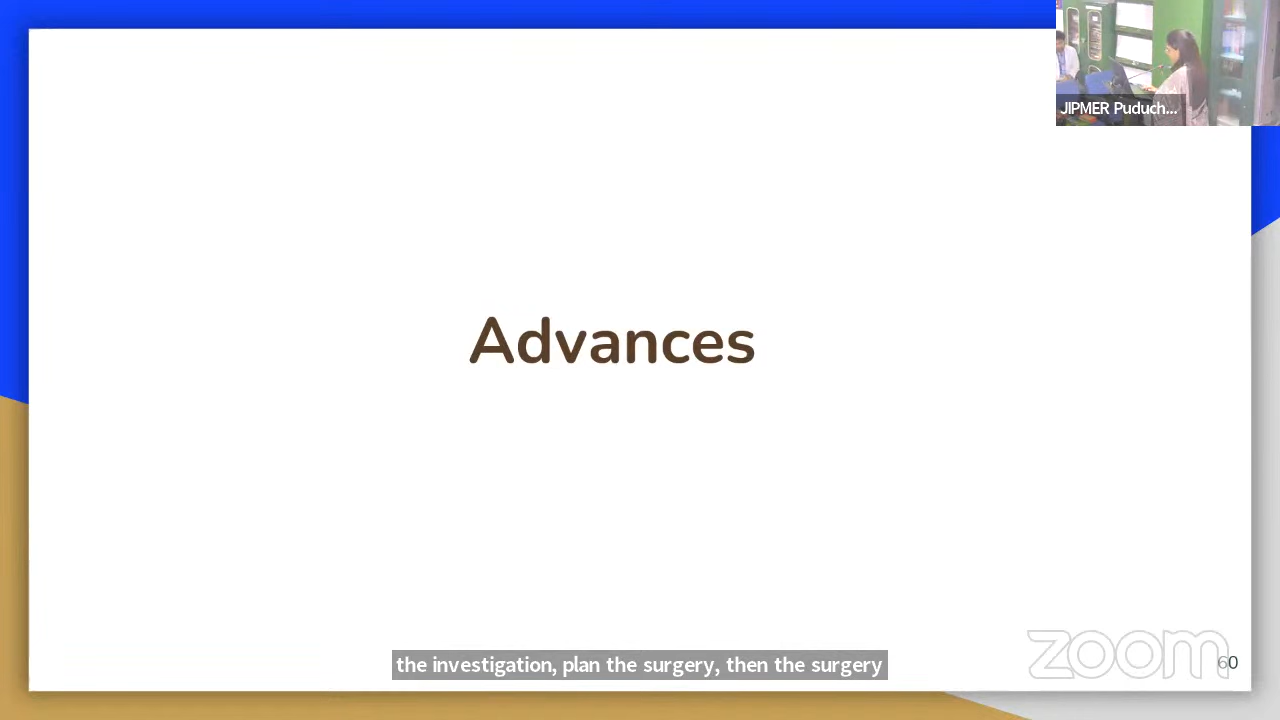 JIPMER Puduch...
Advances
the investigation, plan the surgery, then the surgery
zoom
60